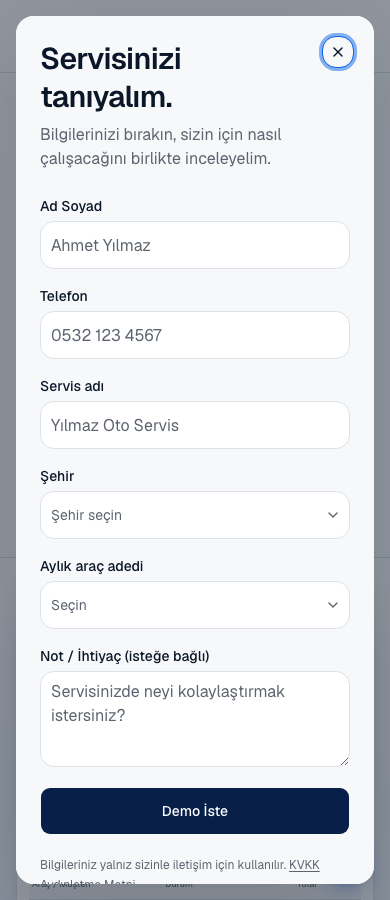 Servisinizi
tanıyalım.
Bilgilerinizi bırakın, sizin için nasıl
çalışacağını birlikte inceleyelim.
Ad Soyad
Ahmet Yılmaz
Telefon
0532 123 4567
Servis adı
Yılmaz Oto Servis
Şehir
Şehir seçin
Aylık araç adedi
Seçin
Not / İhtiyaç (isteğe bağlı)
Servisinizde neyi kolaylaştırmak
istersiniz?
Demo İste
Bilgileriniz yalnız sizinle iletişim için kullanılır. KVKK